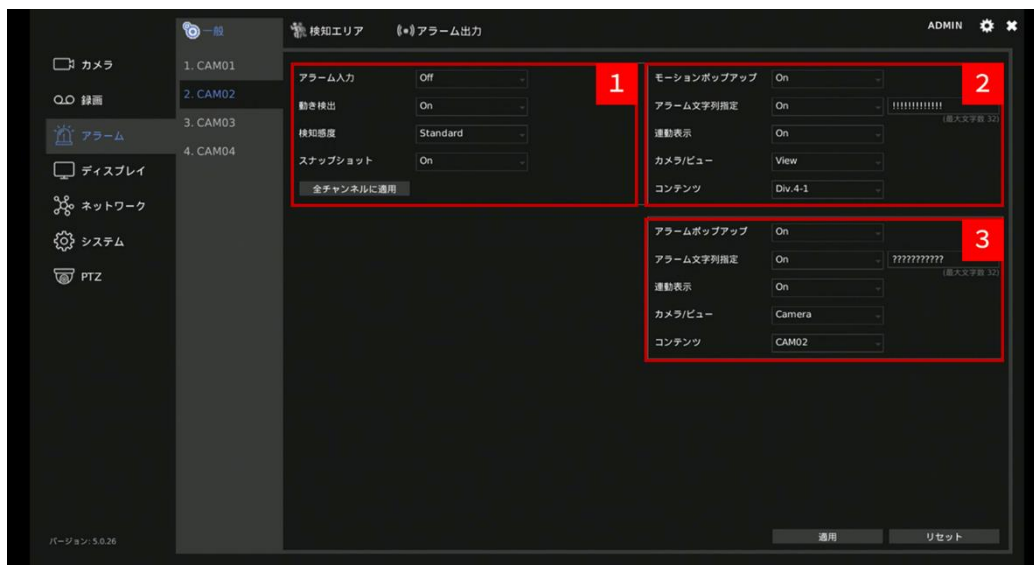 一般
検知エリア
アラーム出力
ADMIN
カメラ
録画
アラーム
ディスプレイ
ネットワーク
システム
PTZ
バージョン: 5.0.26
1. CAM01
2. CAM02
3. CAM03
4. CAM04
1
アラーム入力 Off
動き検出 On
検知感度 Standard
スナップショット On
全チャンネルに適用
2
モーションポップアップ On
アラーム文字列指定 On !!!!!!!!!!!!!
(最大文字数 32)
連動表示 On
カメラ/ビュー View
コンテンツ Div.4-1
3
アラームポップアップ On
アラーム文字列指定 On ???????????
(最大文字数 32)
連動表示 On
カメラ/ビュー Camera
コンテンツ CAM02
適用 リセット